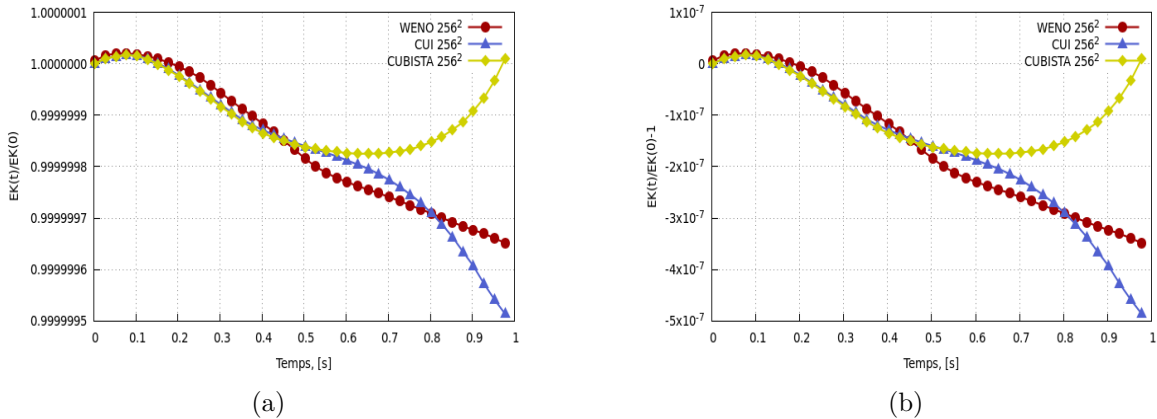 1.0000001
1.0000000
0.9999999
0.9999998
0.9999997
0.9999996
0.9999995
EK(t)/EK(0)
WENO 256²
CUI 256²
CUBISTA 256²
0 0.1 0.2 0.3 0.4 0.5 0.6 0.7 0.8 0.9 1
Temps, [s]
(a)
1x10⁻⁷
0
-1x10⁻⁷
-2x10⁻⁷
-3x10⁻⁷
-4x10⁻⁷
-5x10⁻⁷
EK(t)/EK(0)-1
WENO 256²
CUI 256²
CUBISTA 256²
0 0.1 0.2 0.3 0.4 0.5 0.6 0.7 0.8 0.9 1
Temps, [s]
(b)